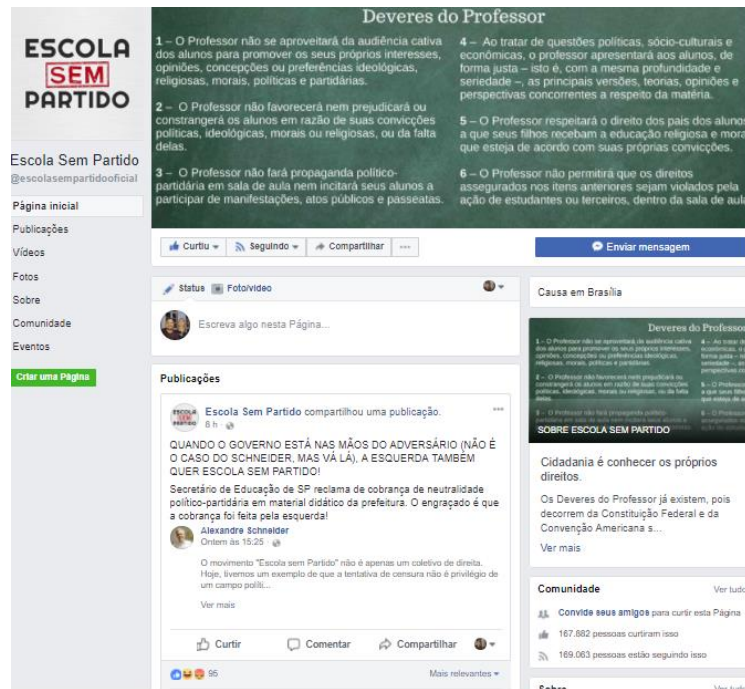 ESCOLA
SEM
PARTIDO
Escola Sem Partido
@escolasempartidooficial
Página inicial
Publicações
Vídeos
Fotos
Sobre
Comunidade
Eventos
Criar uma Página
Deveres do Professor
1 – O Professor não se aproveitará da audiência cativa
dos alunos para promover os seus próprios interesses,
opiniões, concepções ou preferências ideológicas,
religiosas, morais, políticas e partidárias.
2 – O Professor não favorecerá nem prejudicará ou
constrangerá os alunos em razão de suas convicções
políticas, ideológicas, morais ou religiosas, ou da falta
delas.
3 – O Professor não fará propaganda político-
partidária em sala de aula nem incitará seus alunos a
participar de manifestações, atos públicos e passeatas.
4 – Ao tratar de questões políticas, sócio-culturais e
econômicas, o professor apresentará aos alunos, de
forma justa – isto é, com a mesma profundidade e
seriedade –, as principais versões, teorias, opiniões e
perspectivas concorrentes a respeito da matéria.
5 – O Professor respeitará o direito dos pais dos alunos
a que seus filhos recebam a educação religiosa e mora
que esteja de acordo com suas próprias convicções.
6 – O Professor não permitirá que os direitos
assegurados nos itens anteriores sejam violados pela
ação de estudantes ou terceiros, dentro da sala de aula
Curtiu
Seguindo
Compartilhar
Enviar mensagem
Status
Foto/vídeo
Escreva algo nesta Página...
Publicações
Escola Sem Partido compartilhou uma publicação.
8 h
QUANDO O GOVERNO ESTÁ NAS MÃOS DO ADVERSÁRIO (NÃO É
O CASO DO SCHNEIDER, MAS VÁ LÁ), A ESQUERDA TAMBÉM
QUER ESCOLA SEM PARTIDO!
Secretário de Educação de SP reclama de cobrança de neutralidade
político-partidária em material didático da prefeitura. O engraçado é que
a cobrança foi feita pela esquerda!
Alexandre Schneider
Ontem às 15:25
O movimento "Escola sem Partido" não é apenas um coletivo de direita.
Hoje, tivemos um exemplo de que a tentativa de censura não é privilégio de
um campo políti...
Ver mais
Curtir
Comentar
Compartilhar
95
Mais relevantes
Causa em Brasília
Deveres do Professor
SOBRE ESCOLA SEM PARTIDO
Cidadania é conhecer os próprios
direitos.
Os Deveres do Professor já existem, pois
decorrem da Constituição Federal e da
Convenção Americana s...
Ver mais
Comunidade
Ver tudo
Convide seus amigos para curtir esta Página
167.882 pessoas curtiram isso
169.063 pessoas estão seguindo isso
Sobre
Ver tudo